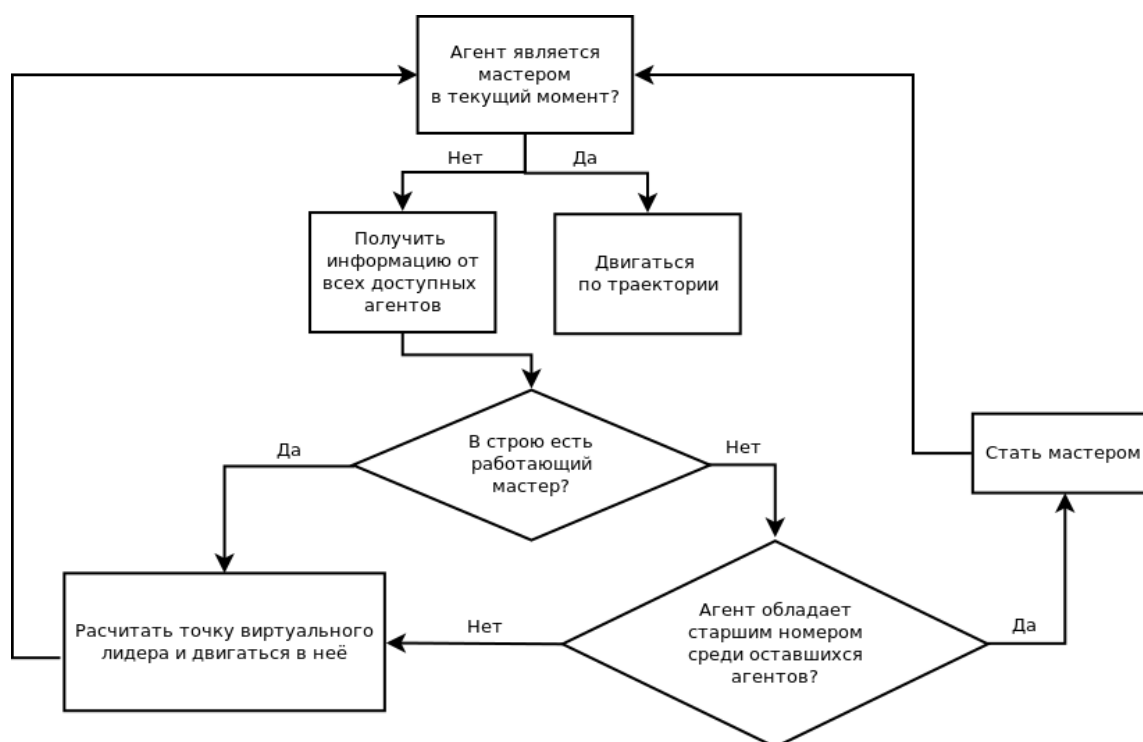 Агент является
мастером
в текущий момент?
Нет
Да
Получить
информацию от
всех доступных
агентов
Двигаться
по траектории
В строю есть
работающий
мастер?
Да
Нет
Стать мастером
Расчитать точку виртуального
лидера и двигаться в неё
Нет
Агент обладает
старшим номером
среди оставшихся
агентов?
Да